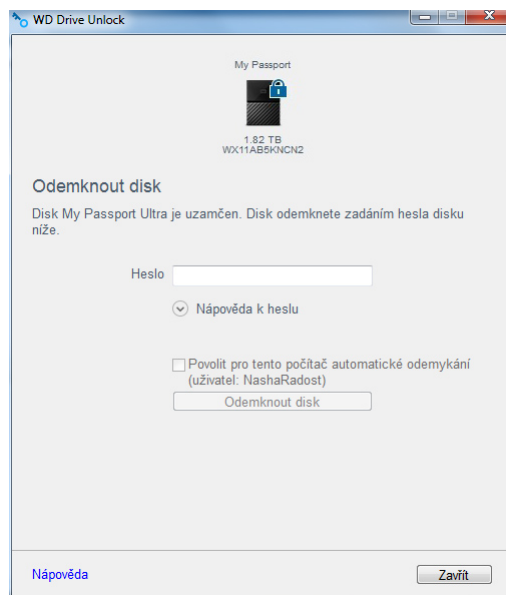 WD Drive Unlock
My Passport
1.82 TB
WX11AB5KNCN2
Odemknout disk
Disk My Passport Ultra je uzamčen. Disk odemknete zadáním hesla disku
níže.
Heslo
Nápověda k heslu
Povolit pro tento počítač automatické odemykání
(uživatel: NashaRadost)
Odemknout disk
Nápověda
Zavřít